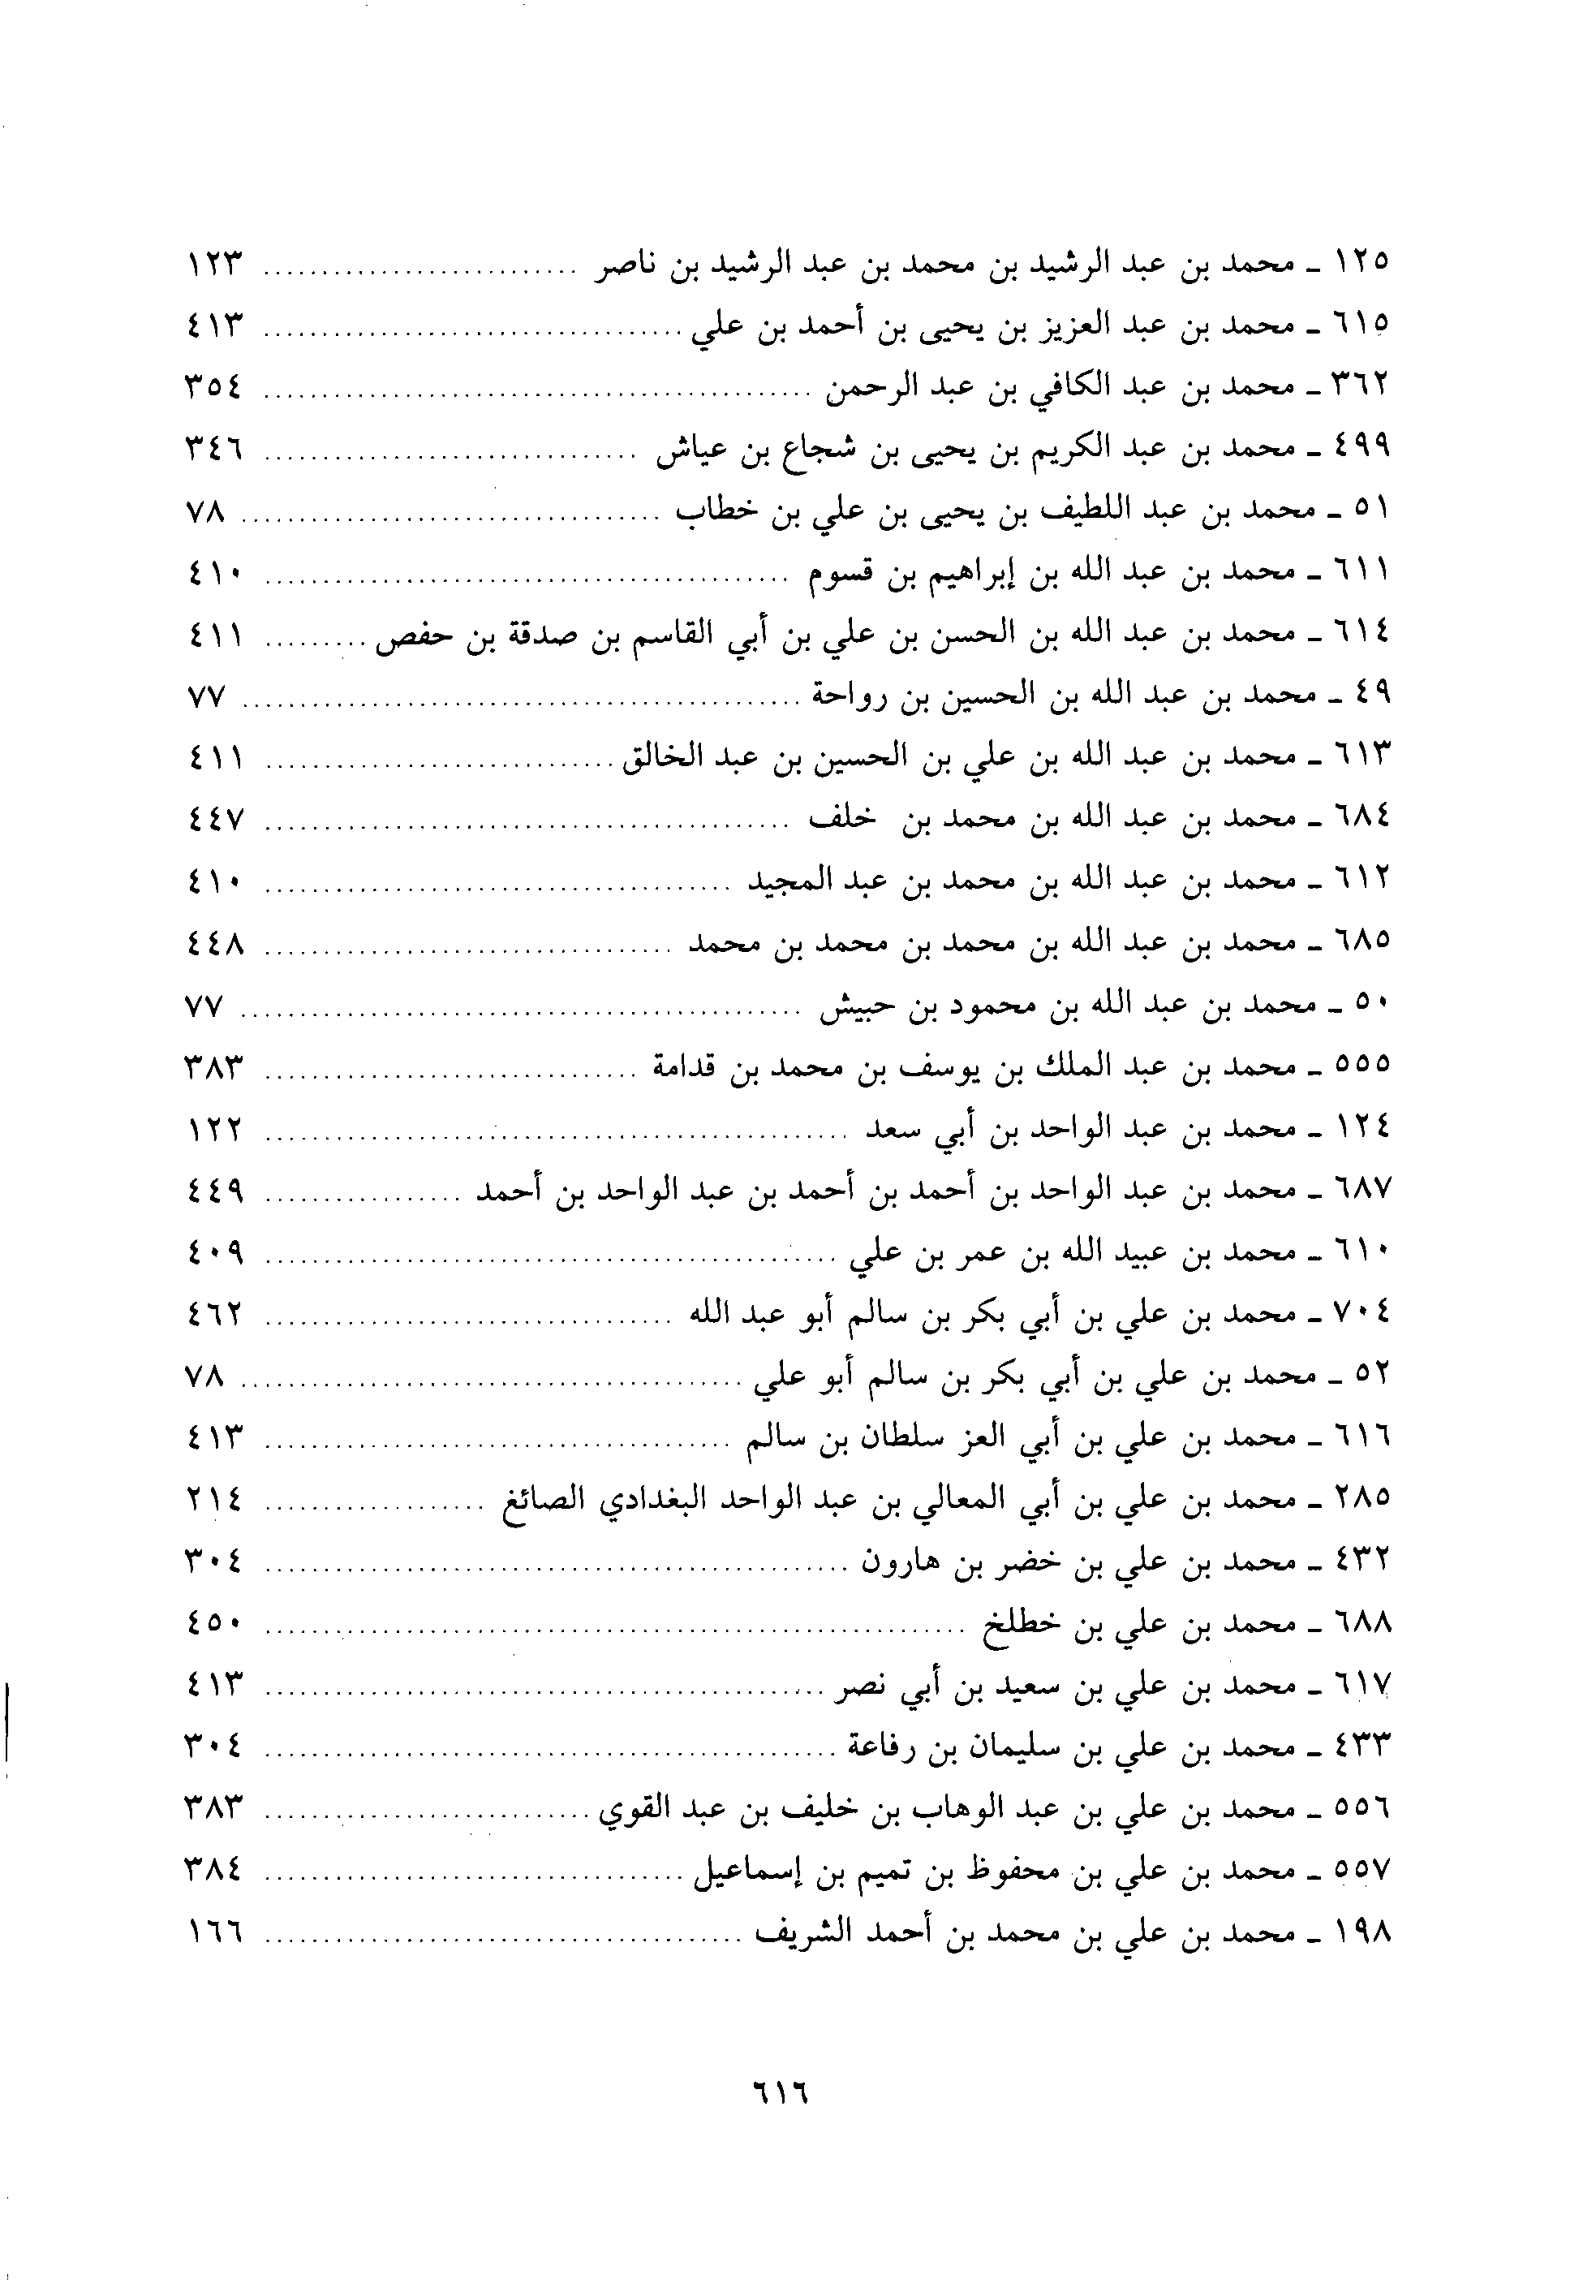 ١٢٥ ـ محمد بن عبد الرشيد بن محمد بن عبد الرشيد بن ناصر ........................... ١٢٣
٦١٥ ـ محمد بن عبد العزيز بن يحيى بن أحمد بن علي .................................... ٤١٣
٣٦٢ ـ محمد بن عبد الكافي بن عبد الرحمن ............................................... ٣٥٤
٤٩٩ ـ محمد بن عبد الكريم بن يحيى بن شجاع بن عياش ................................ ٣٤٦
٥١ ـ محمد بن عبد اللطيف بن يحيى بن علي بن خطاب .................................... ٧٨
٦١١ ـ محمد بن عبد الله بن إبراهيم بن قسوم ............................................. ٤١٠
٦١٤ ـ محمد بن عبد الله بن الحسن بن علي بن أبي القاسم بن صدقة بن حفص ......... ٤١١
٤٩ ـ محمد بن عبد الله بن الحسين بن رواحة ................................................ ٧٧
٦١٣ ـ محمد بن عبد الله بن علي بن الحسين بن عبد الخالق .............................. ٤١١
٦٨٤ ـ محمد بن عبد الله بن محمد بن خلف ............................................. ٤٤٧
٦١٢ ـ محمد بن عبد الله بن محمد بن عبد المجيد ........................................ ٤١٠
٦٨٥ ـ محمد بن عبد الله بن محمد بن محمد بن محمد ................................... ٤٤٨
٥٠ ـ محمد بن عبد الله بن محمود بن حبيش ................................................ ٧٧
٥٥٥ ـ محمد بن عبد الملك بن يوسف بن محمد بن قدامة ................................ ٣٨٣
١٢٤ ـ محمد بن عبد الواحد بن أبي سعد .................................................. ١٢٢
٦٨٧ ـ محمد بن عبد الواحد بن أحمد بن أحمد بن عبد الواحد بن أحمد ................. ٤٤٩
٦١٠ ـ محمد بن عبيد الله بن عمر بن علي ................................................. ٤٠٩
٧٠٤ ـ محمد بن علي بن أبي بكر بن سالم أبو عبد الله ................................... ٤٦٢
٥٢ ـ محمد بن علي بن أبي بكر بن سالم أبو علي ........................................... ٧٨
٦١٦ ـ محمد بن علي بن أبي العز سلطان بن سالم ........................................ ٤١٣
٢٨٥ ـ محمد بن علي بن أبي المعالي بن عبد الواحد البغدادي الصائغ ................... ٢١٤
٤٣٢ ـ محمد بن علي بن خضر بن هارون .................................................. ٣٠٤
٦٨٨ ـ محمد بن علي بن خطلخ ............................................................ ٤٥٠
٦١٧ ـ محمد بن علي بن سعيد بن أبي نصر ................................................ ٤١٣
٤٣٣ ـ محمد بن علي بن سليمان بن رفاعة ................................................. ٣٠٤
٥٥٦ ـ محمد بن علي بن عبد الوهاب بن خليف بن عبد القوي ............................ ٣٨٣
٥٥٧ ـ محمد بن علي بن محفوظ بن تميم بن إسماعيل .................................... ٣٨٤
١٩٨ ـ محمد بن علي بن محمد بن أحمد الشريف ......................................... ١٦٦
٦١٦